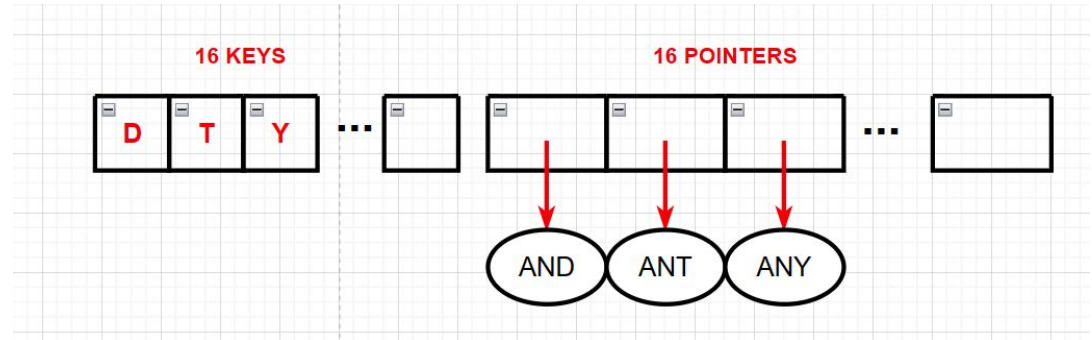 16 KEYS 16 POINTERS
D T Y ... ...
AND ANT ANY